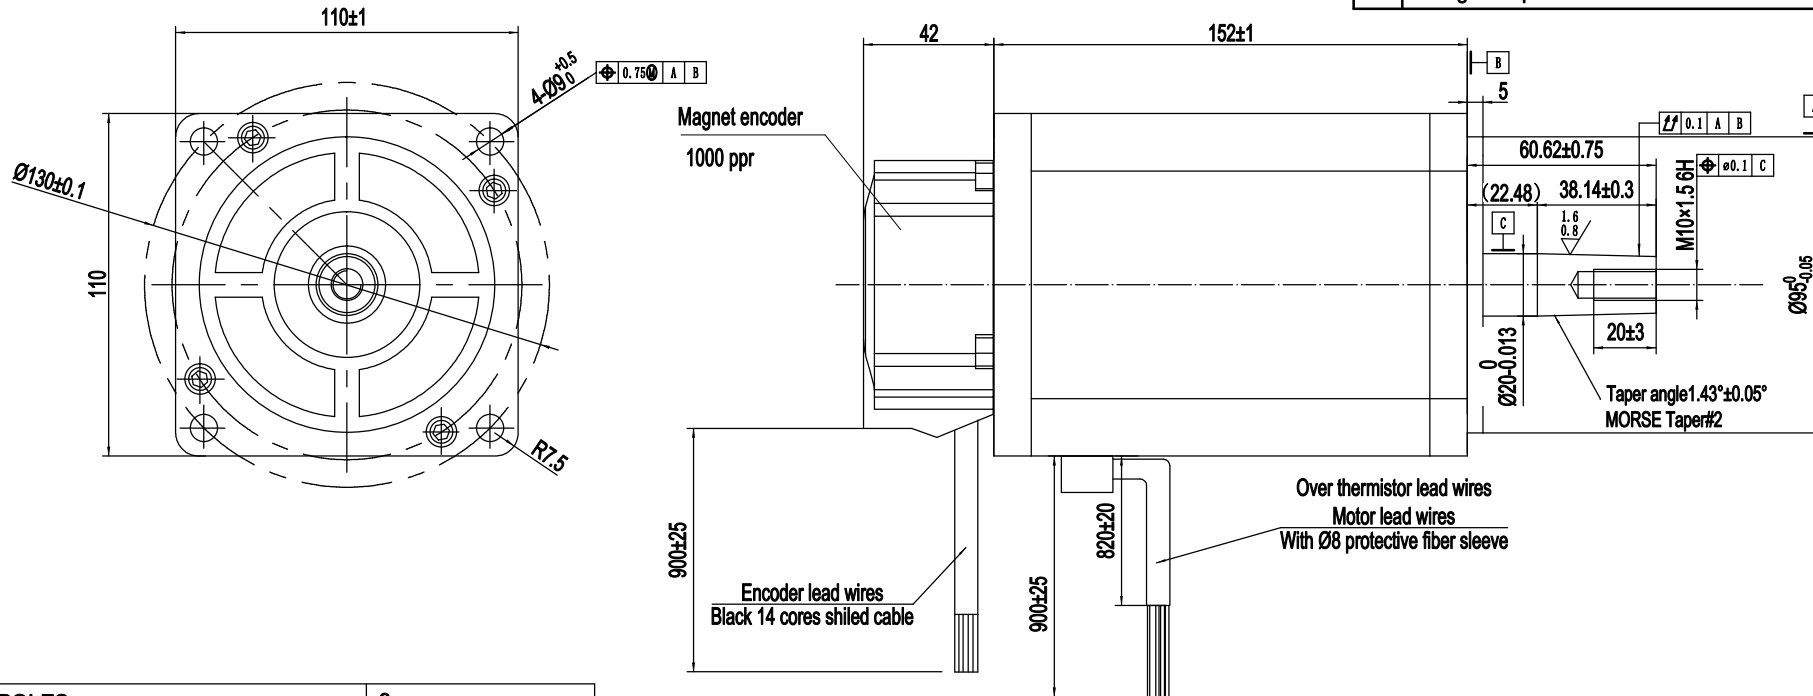 110±1
4-Ø9 +0.5 0
0.75Ⓜ A B
Ø130±0.1
110
R7.5
42
152±1
B
5
Magnet encoder
1000 ppr
0.1 A B
60.62±0.75
ø0.1 C
(22.48)
38.14±0.3
M10×1.5 6H
C
1.6
0.8
Ø95 0 -0.05
20±3
Ø20 0 -0.013
Taper angle1.43°±0.05°
MORSE Taper#2
Over thermistor lead wires
Motor lead wires
With Ø8 protective fiber sleeve
900±25
820±20
900±25
Encoder lead wires
Black 14 cores shiled cable